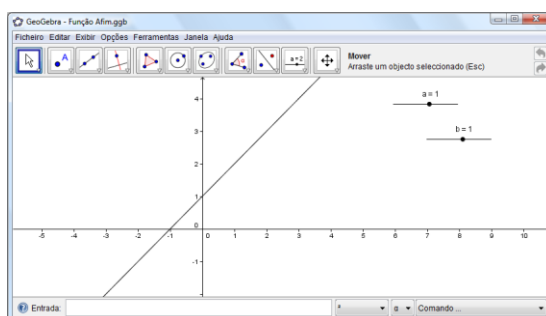 GeoGebra - Função Afim.ggb
Ficheiro Editar Exibir Opções Ferramentas Janela Ajuda
A
a=2
Mover
Arraste um objecto seleccionado (Esc)
a = 1
b = 1
4
3
2
1
0
-5 -4 -3 -2 -1 0 1 2 3 4 5 6 7 8 9 10
-1
Entrada:
α
Comando ...